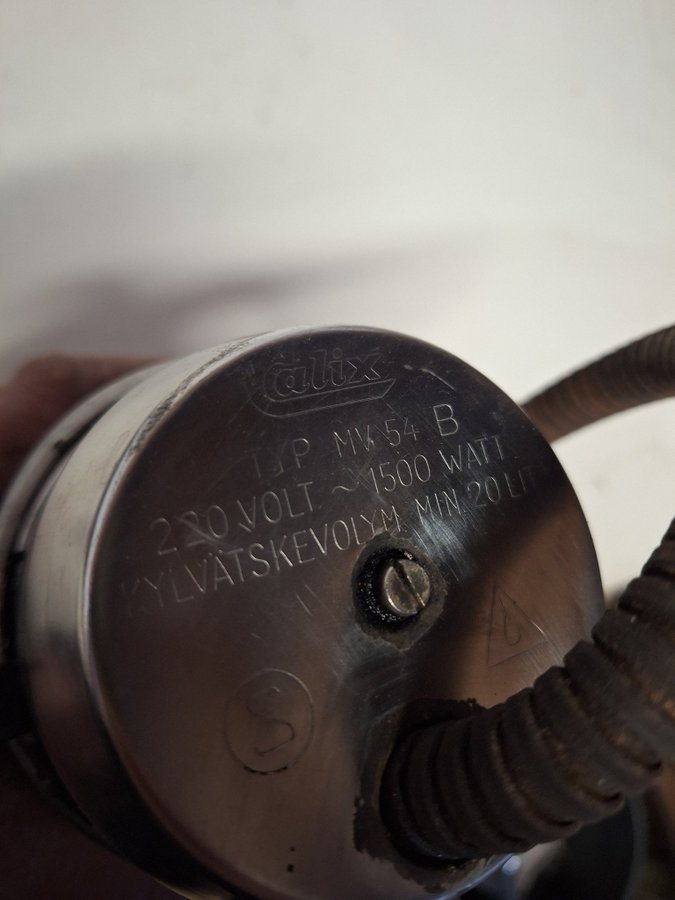 Calix
TYP MV 54 B
220 VOLT ~ 1500 WATT.
KYLVÄTSKEVOLYM MIN 20 LIT
S